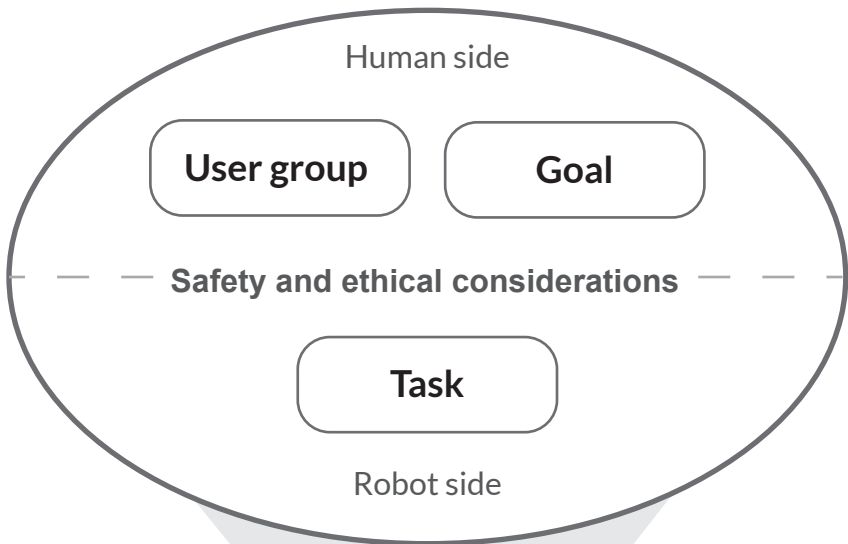 Human side
User group
Goal
Safety and ethical considerations
Task
Robot side